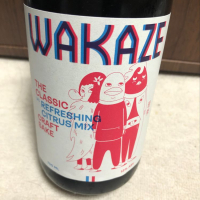 WAKAZE
THE
CLASSIC
REFRESHING
CITRUS MIX
CRAFT
SAKE